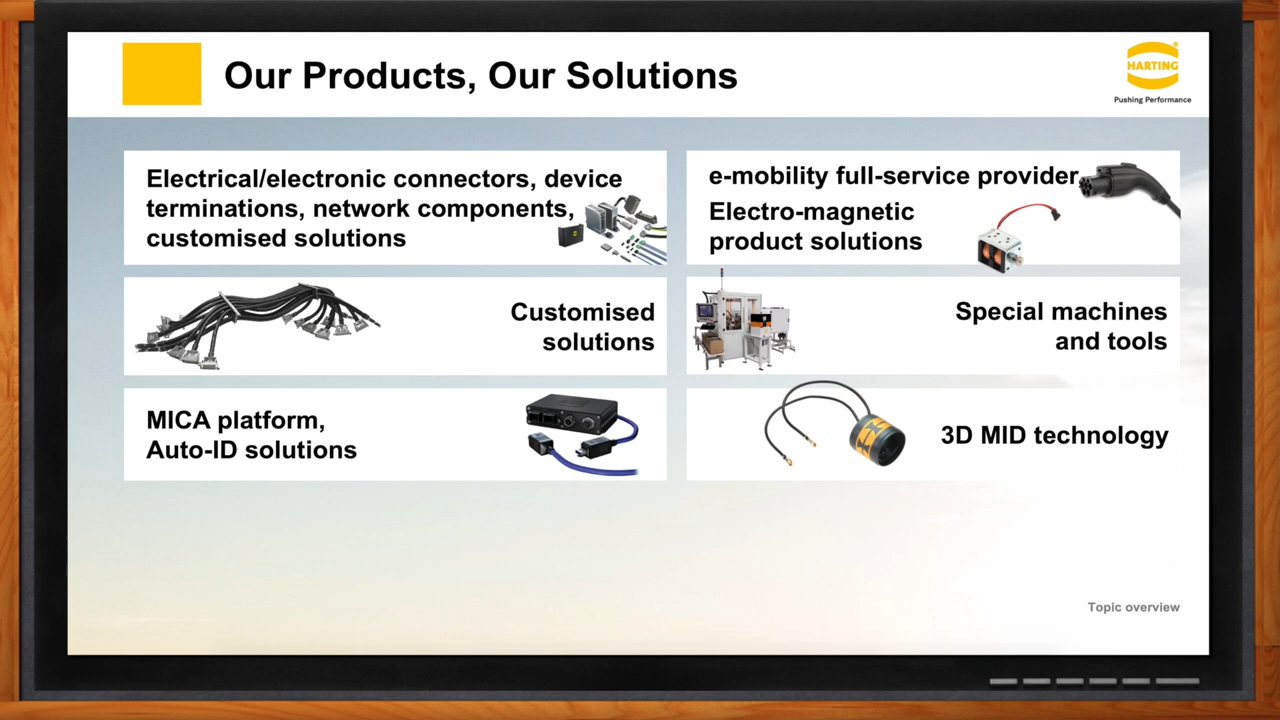 Our Products, Our Solutions
HARTING
Pushing Performance
Electrical/electronic connectors, device
terminations, network components,
customised solutions
e-mobility full-service provider
Electro-magnetic
product solutions
Customised
solutions
Special machines
and tools
MICA platform,
Auto-ID solutions
3D MID technology
Topic overview